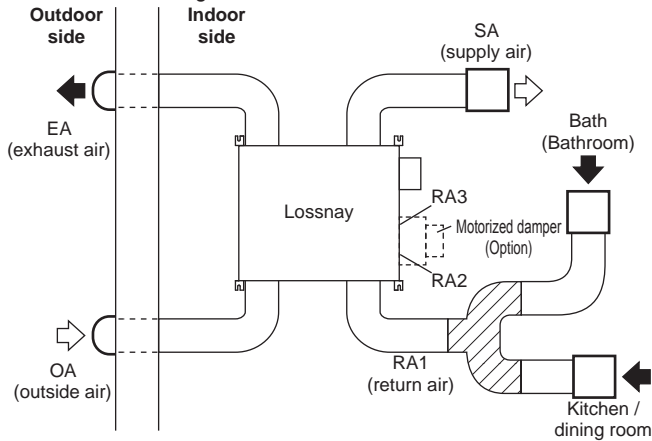 Outdoor
side
Indoor
side
SA
(supply air)
EA
(exhaust air)
Bath
(Bathroom)
RA3
Lossnay
Motorized damper
(Option)
RA2
OA
(outside air)
RA1
(return air)
Kitchen /
dining room